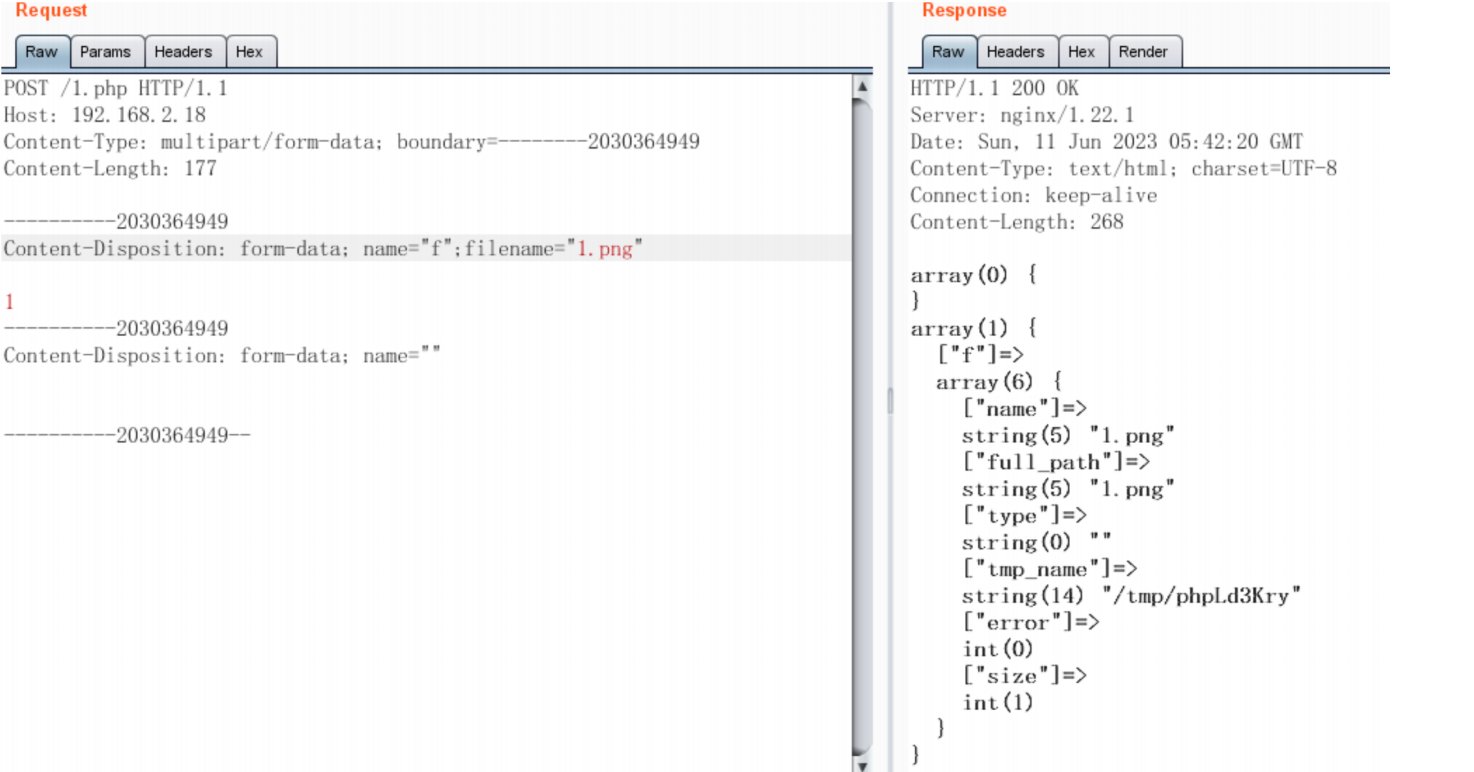 Request
Raw Params Headers Hex
POST /1.php HTTP/1.1
Host: 192.168.2.18
Content-Type: multipart/form-data; boundary=--------2030364949
Content-Length: 177
----------2030364949
Content-Disposition: form-data; name="f";filename="1.png"
1
----------2030364949
Content-Disposition: form-data; name=""
----------2030364949--
Response
Raw Headers Hex Render
HTTP/1.1 200 OK
Server: nginx/1.22.1
Date: Sun, 11 Jun 2023 05:42:20 GMT
Content-Type: text/html; charset=UTF-8
Connection: keep-alive
Content-Length: 268
array(0) {
}
array(1) {
["f"]=>
array(6) {
["name"]=>
string(5) "1.png"
["full_path"]=>
string(5) "1.png"
["type"]=>
string(0) ""
["tmp_name"]=>
string(14) "/tmp/phpLd3Kry"
["error"]=>
int(0)
["size"]=>
int(1)
}
}